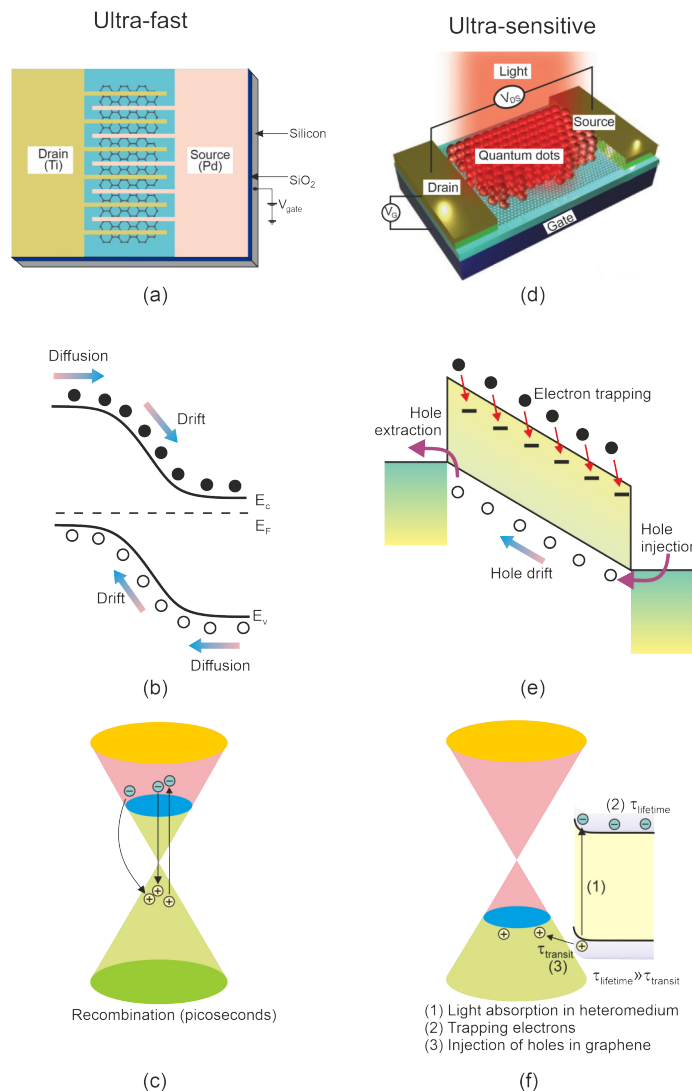 Ultra-fast
Drain
(Ti)
Source
(Pd)
Silicon
SiO2
Vgate
(a)
Diffusion
Drift
Ec
EF
Drift
Ev
Diffusion
(b)
Recombination (picoseconds)
(c)
Ultra-sensitive
Light
VDS
Source
Quantum dots
Drain
VG
Gate
(d)
Electron trapping
Hole
extraction
Hole
injection
Hole drift
(e)
(2) τlifetime
(1)
τtransit
(3)
τlifetime» τtransit
(1) Light absorption in heteromedium
(2) Trapping electrons
(3) Injection of holes in graphene
(f)